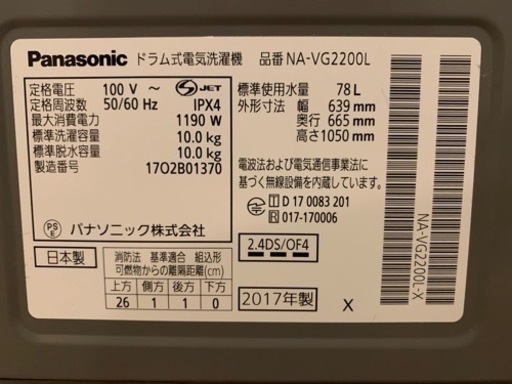 Panasonic ドラム式電気洗濯機 品番 NA-VG2200L
定格電圧 100 V ~
定格周波数 50/60 Hz
最大消費電力 1190 W
標準洗濯容量 10.0 kg
標準脱水容量 10.0 kg
製造番号 17O2B01370
S JET
IPX4
標準使用水量 78 L
外形寸法 幅 639 mm
奥行 665 mm
高さ 1050 mm
電波法および電気通信事業法に
基づく無線設備を内蔵しています。
T D 17 0083 201
R 017-170006
PS E パナソニック株式会社
2.4DS/OF4
日本製
消防法 基準適合 組込形
可燃物からの離隔距離(cm)
上方 側方 後方 下方
26 1 1 0
2017年製 X
NA-VG2200L-X